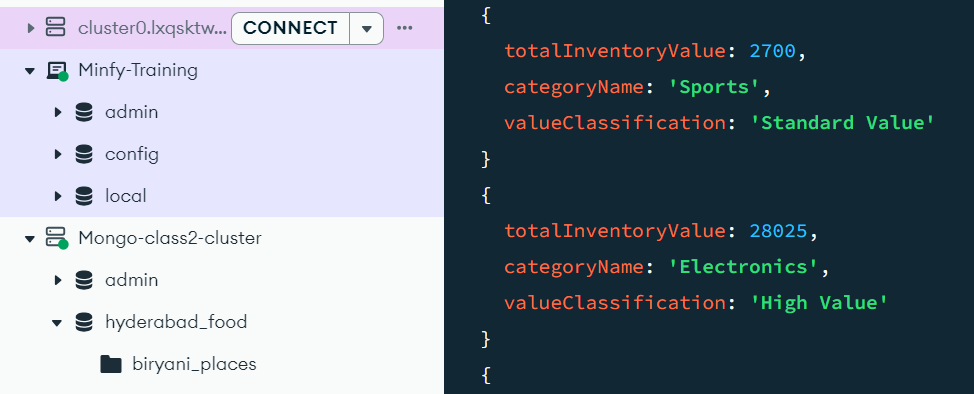 cluster0.lxqsktw... CONNECT
Minfy-Training
admin
config
local
Mongo-class2-cluster
admin
hyderabad_food
biryani_places
{
totalInventoryValue: 2700,
categoryName: 'Sports',
valueClassification: 'Standard Value'
}
{
totalInventoryValue: 28025,
categoryName: 'Electronics',
valueClassification: 'High Value'
}
{